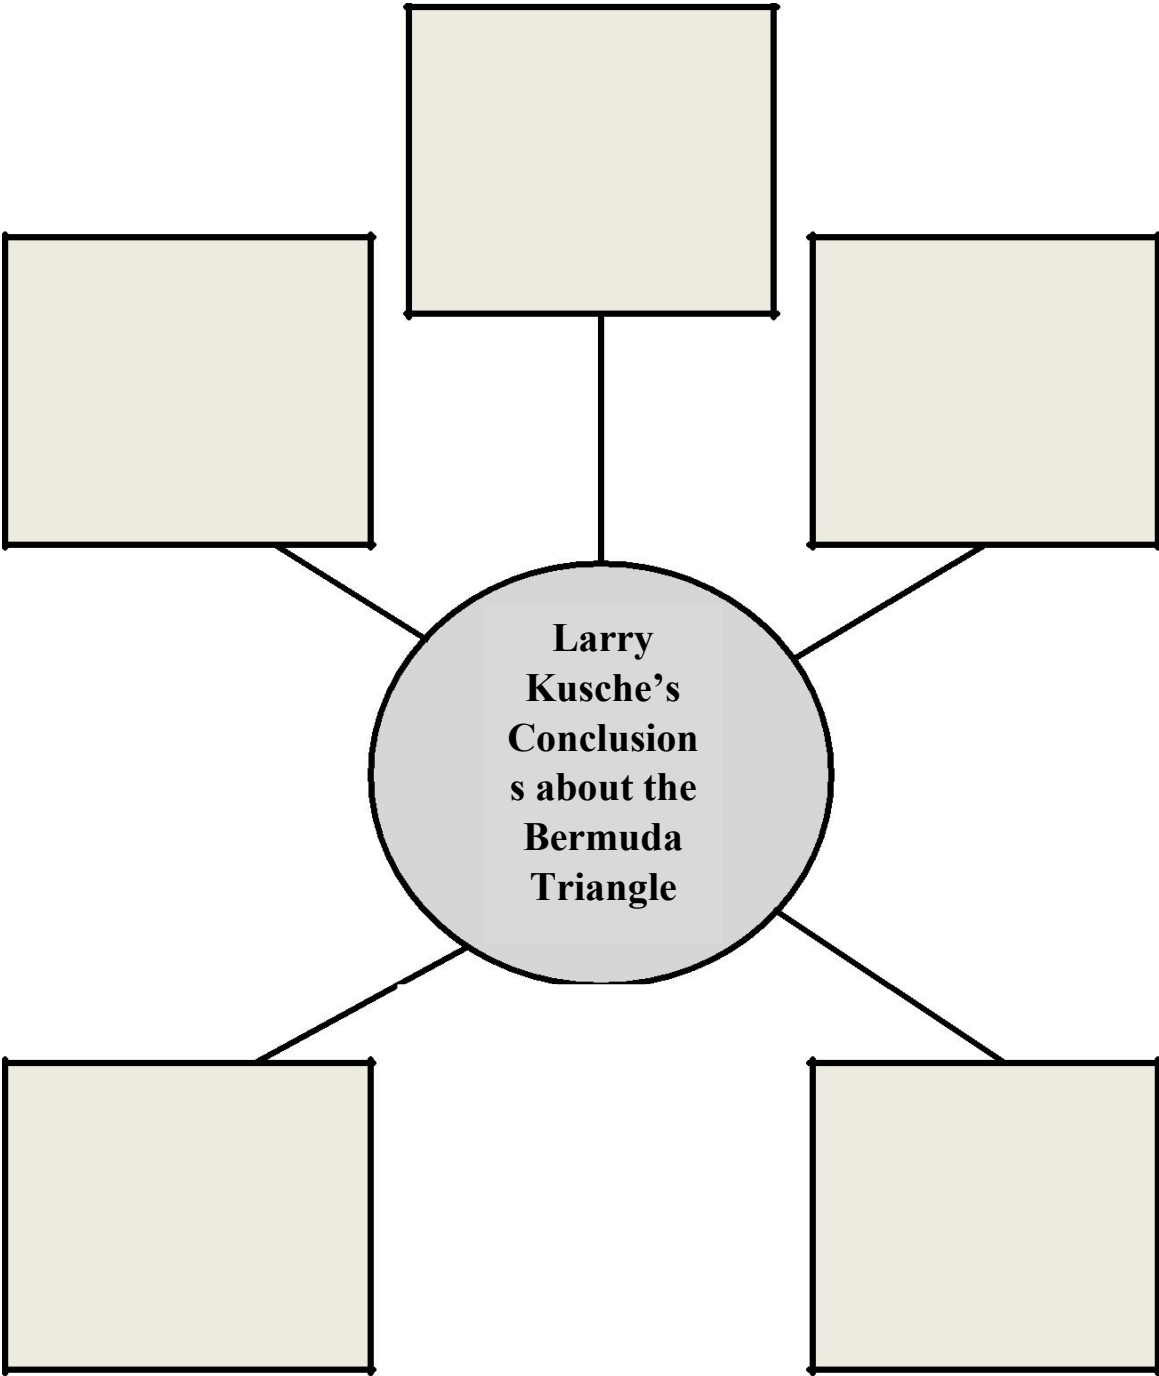 Larry
Kusche’s
Conclusion
s about the
Bermuda
Triangle